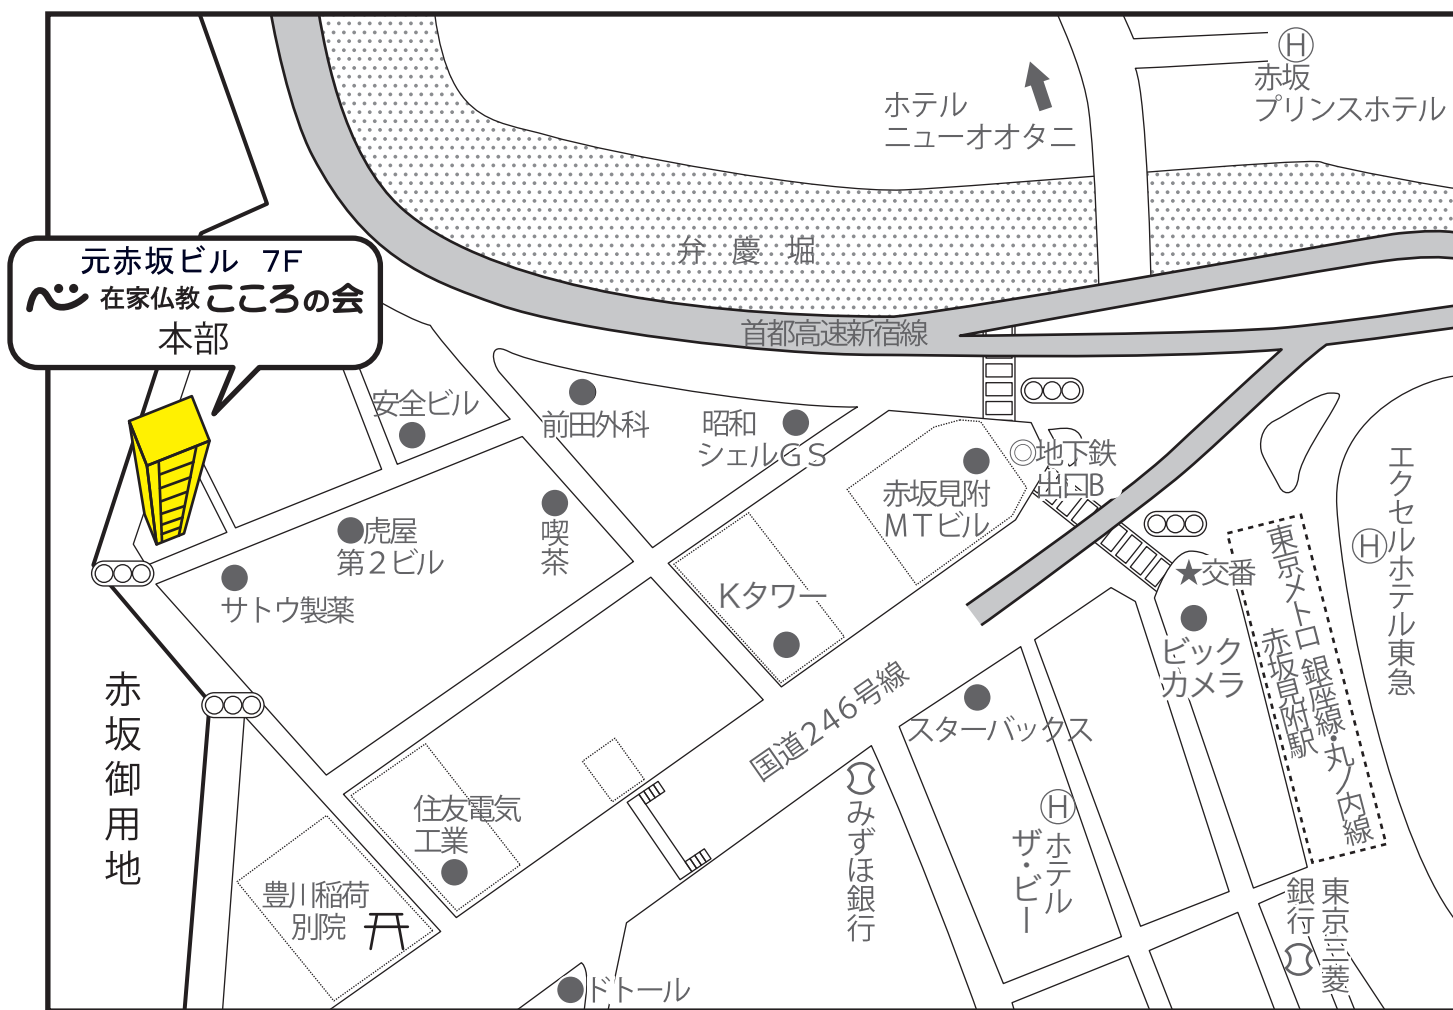 Ⓗ
赤坂
プリンスホテル
ホテル
ニューオオタニ
弁慶堀
元赤坂ビル 7F
在家仏教 こころの会
本部
首都高速新宿線
安全ビル
前田外科
昭和
シェルGS
◎地下鉄
出口B
赤坂見附
MTビル
エクセルホテル東急
Ⓗ
虎屋
第2ビル
喫茶
サトウ製薬
Kタワー
★交番
ビック
カメラ
東京メトロ 銀座線・丸ノ内線
赤坂見附駅
赤坂御用地
国道246号線
スターバックス
みずほ銀行
Ⓗ
ホテル
ザ・ビー
住友電気
工業
豊川稲荷
別院
ドトール
東京三菱
銀行